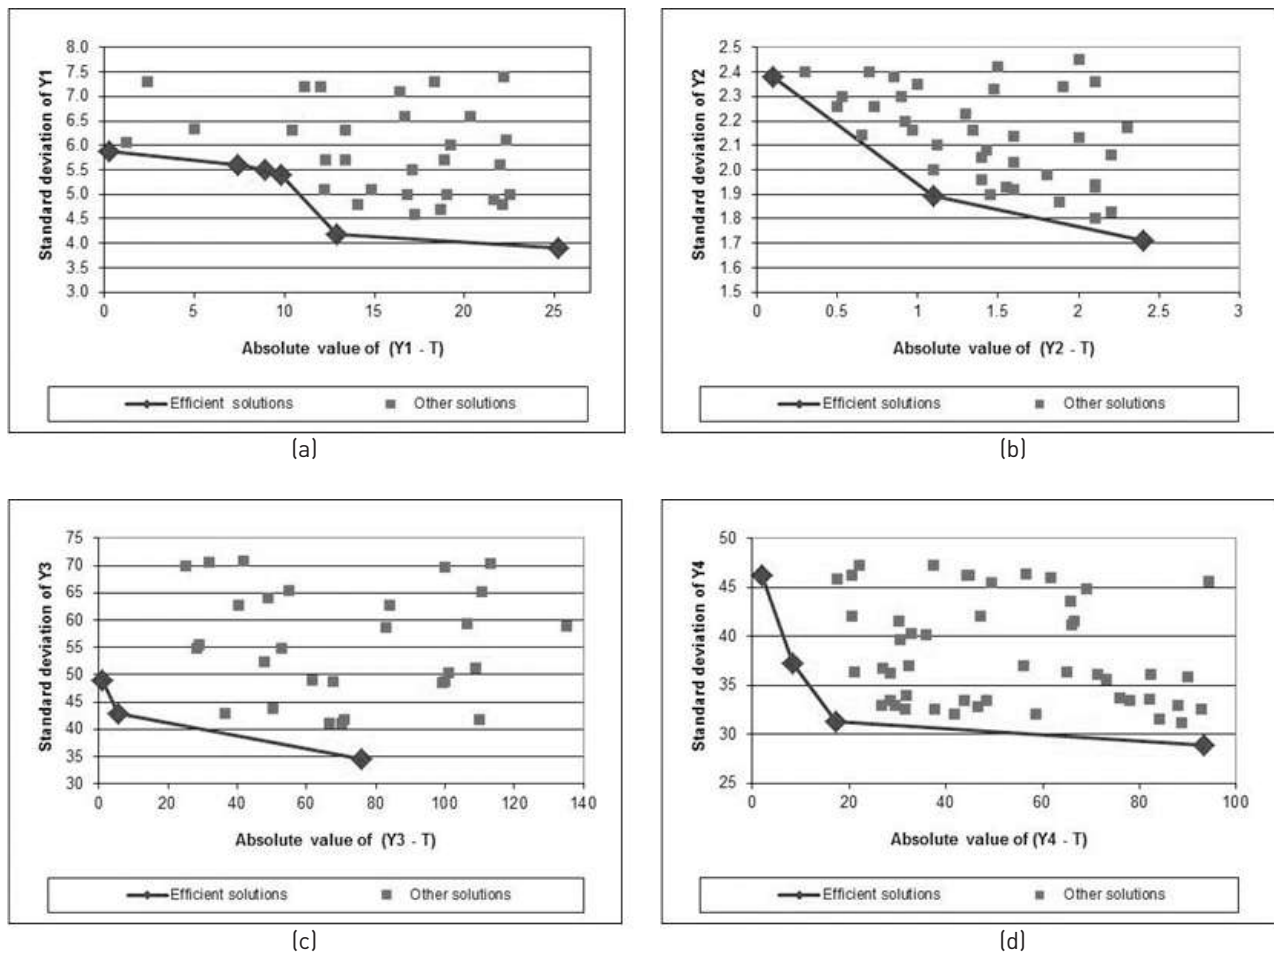 Standard deviation of Y1
8.0
7.5
7.0
6.5
6.0
5.5
5.0
4.5
4.0
3.5
3.0
0 5 10 15 20 25
Absolute value of (Y1 - T)
Efficient solutions Other solutions
(a)
Standard deviation of Y2
2.5
2.4
2.3
2.2
2.1
2.0
1.9
1.8
1.7
1.6
1.5
0 0.5 1 1.5 2 2.5 3
Absolute value of (Y2 - T)
Efficient solutions Other solutions
(b)
Standard deviation of Y3
75
70
65
60
55
50
45
40
35
30
0 20 40 60 80 100 120 140
Absolute value of (Y3 - T)
Efficient solutions Other solutions
(c)
Standard deviation of Y4
50
45
40
35
30
25
0 20 40 60 80 100
Absolute value of (Y4 - T)
Efficient solutions Other solutions
(d)